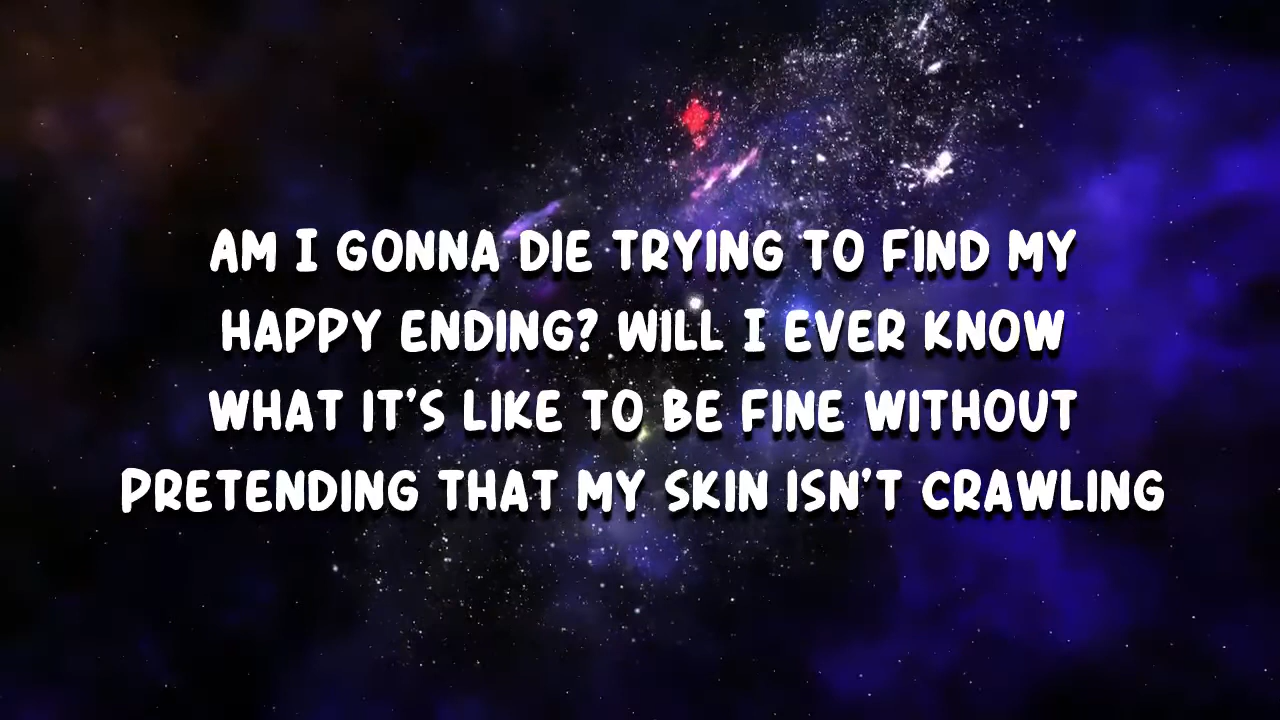 AM I GONNA DIE TRYING TO FIND MY
HAPPY ENDING? WILL I EVER KNOW
WHAT IT'S LIKE TO BE FINE WITHOUT
PRETENDING THAT MY SKIN ISN'T CRAWLING